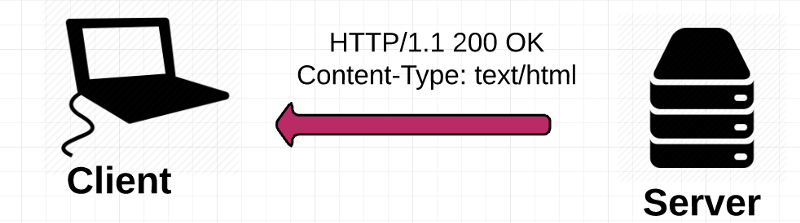 HTTP/1.1 200 OK
Content-Type: text/html
Client
Server